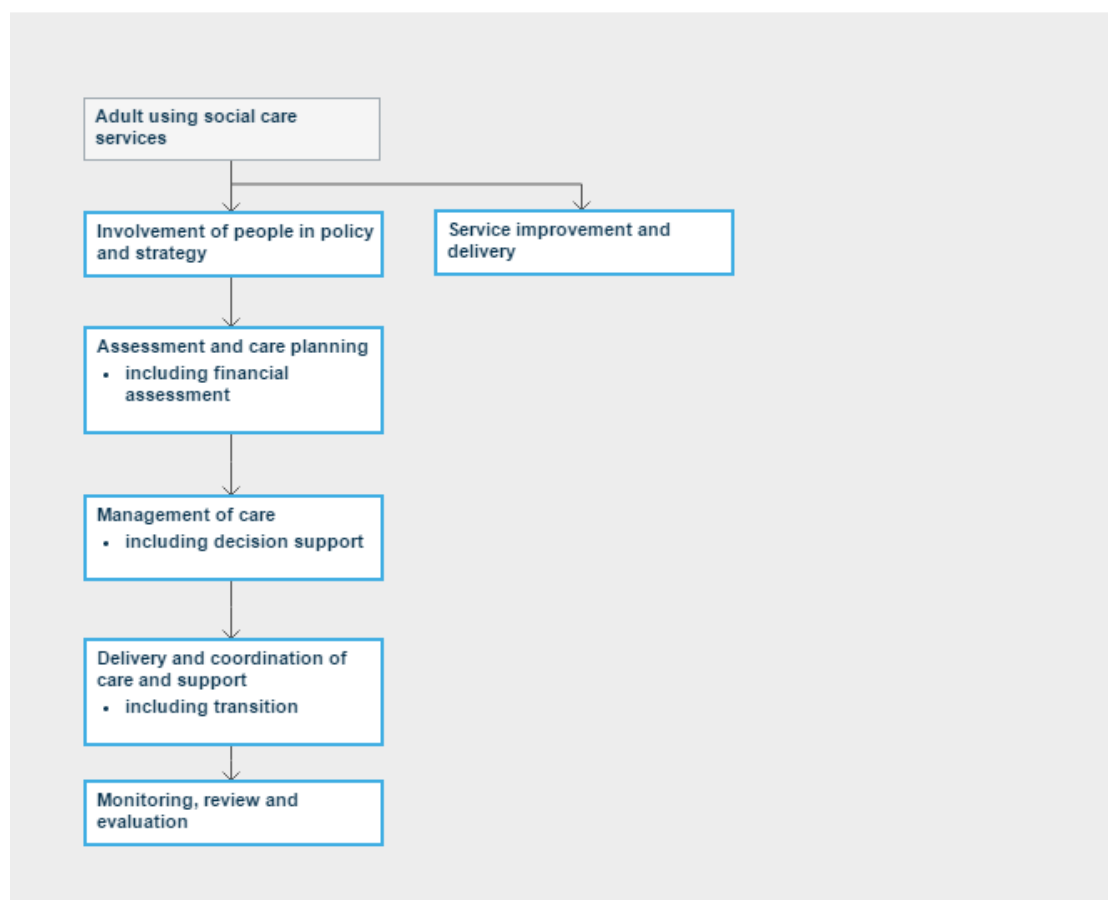 Adult using social care
services
Involvement of people in policy
and strategy
Service improvement and
delivery
Assessment and care planning
• including financial
assessment
Management of care
• including decision support
Delivery and coordination of
care and support
• including transition
Monitoring, review and
evaluation